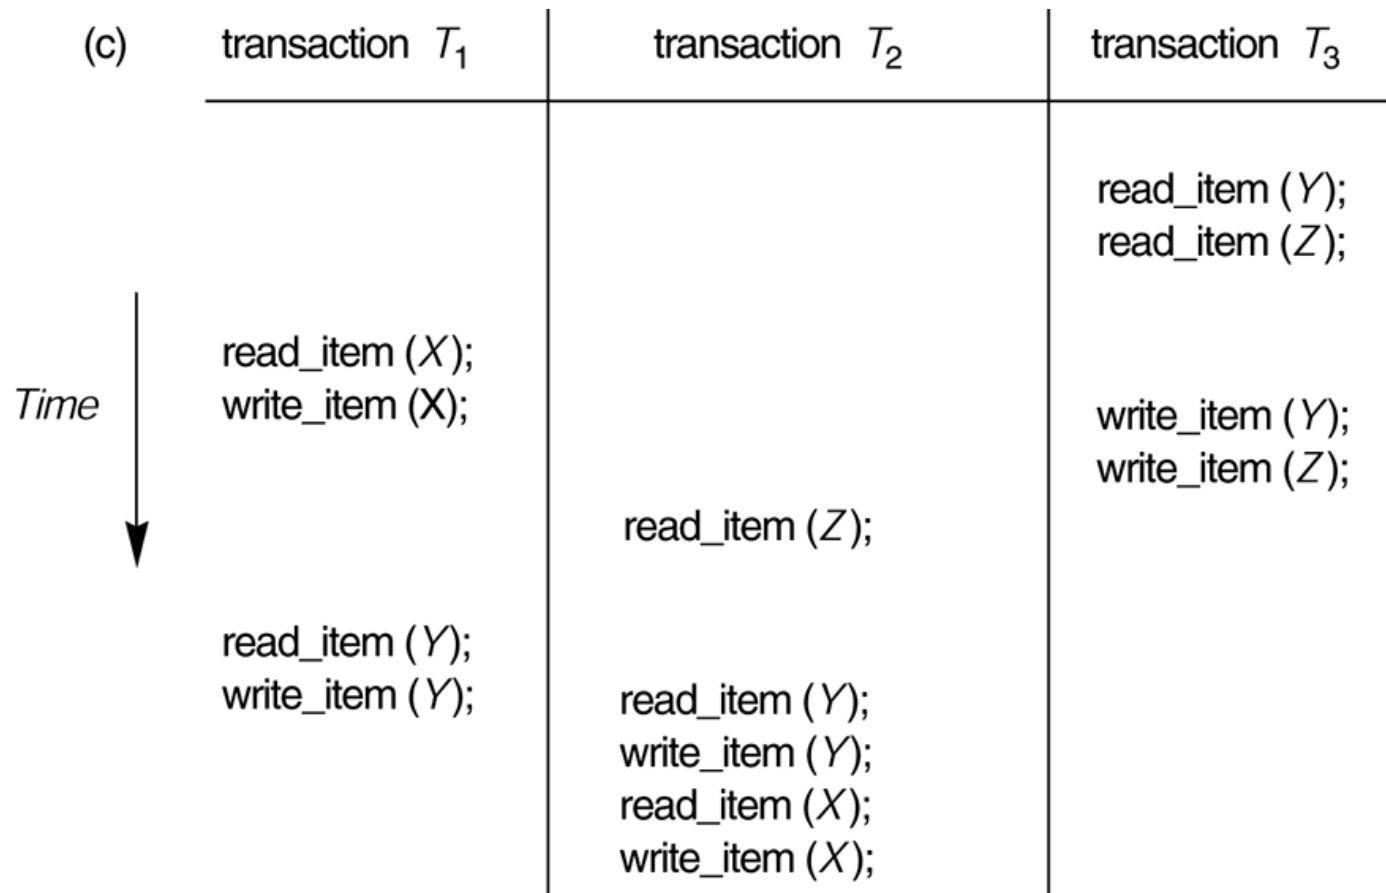 (c) transaction T1 transaction T2 transaction T3
read_item (Y);
read_item (Z);
read_item (X);
Time write_item (X); write_item (Y);
write_item (Z);
read_item (Z);
read_item (Y);
write_item (Y); read_item (Y);
write_item (Y);
read_item (X);
write_item (X);